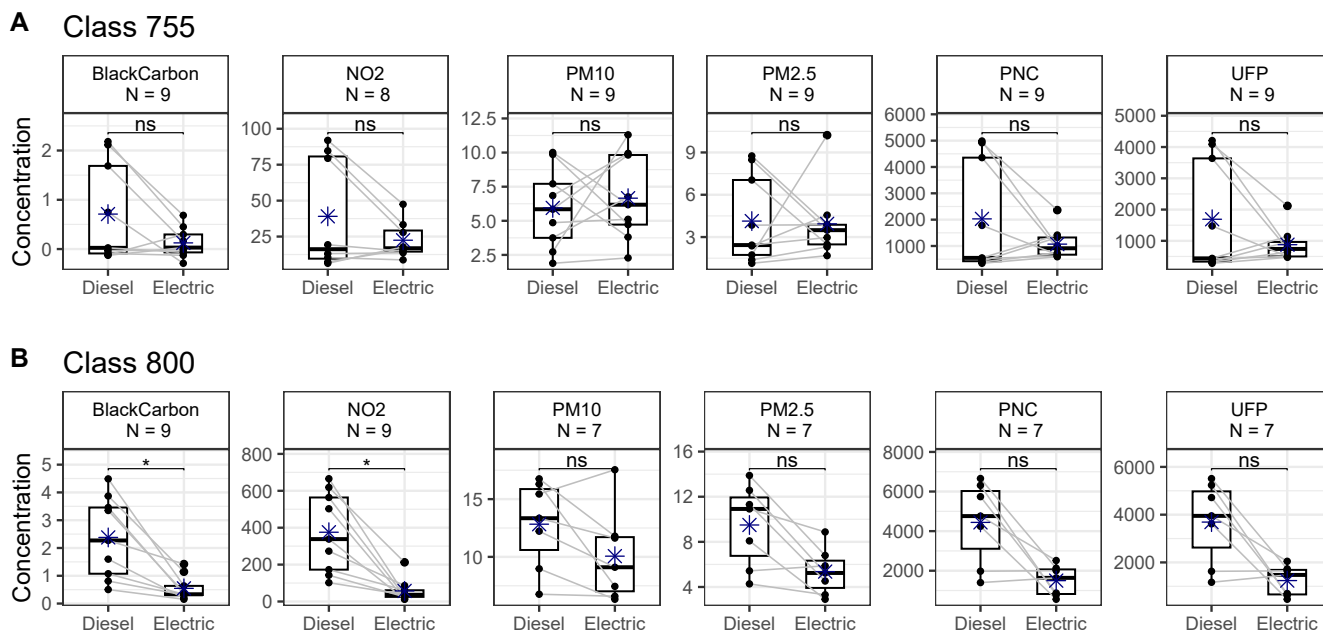 A Class 755
BlackCarbon NO2 PM10 PM2.5 PNC UFP
N = 9 N = 8 N = 9 N = 9 N = 9 N = 9
ns ns ns ns ns ns
Concentration
2 1 0
100 75 50 25
12.5 10.0 7.5 5.0 2.5
9 6 3
6000 5000 4000 3000 2000 1000
5000 4000 3000 2000 1000
Diesel Electric Diesel Electric Diesel Electric Diesel Electric Diesel Electric Diesel Electric
B Class 800
BlackCarbon NO2 PM10 PM2.5 PNC UFP
N = 9 N = 9 N = 7 N = 7 N = 7 N = 7
* * ns ns ns ns
Concentration
5 4 3 2 1 0
800 600 400 200 0
15 10
16 12 8 4
8000 6000 4000 2000
6000 4000 2000
Diesel Electric Diesel Electric Diesel Electric Diesel Electric Diesel Electric Diesel Electric